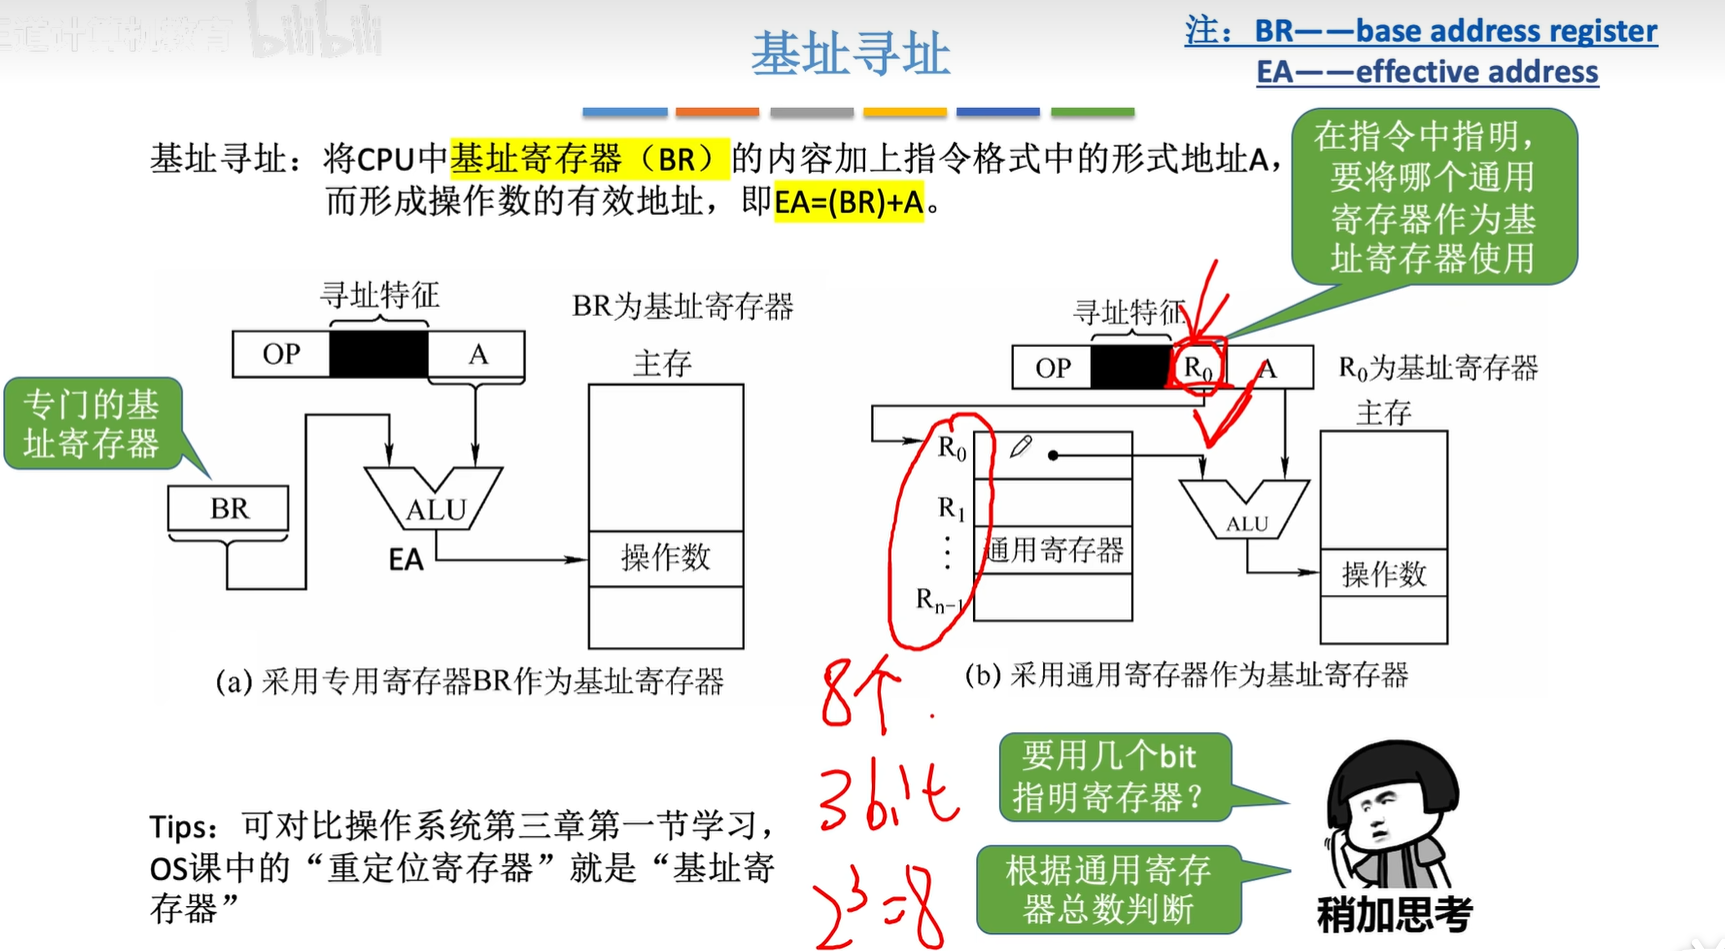 三道计算机教育 bilibili
基址寻址
注：BR——base address register
EA——effective address
基址寻址：将CPU中基址寄存器（BR）的内容加上指令格式中的形式地址A，
而形成操作数的有效地址，即EA=(BR)+A。
在指令中指明，
要将哪个通用
寄存器作为基
址寄存器使用
寻址特征
BR为基址寄存器
OP
A
主存
专门的基
址寄存器
BR
ALU
EA
操作数
(a) 采用专用寄存器BR作为基址寄存器
寻址特征
OP
R₀
A
R₀为基址寄存器
主存
R₀
R₁
⋮
通用寄存器
Rₙ₋₁
ALU
操作数
(b) 采用通用寄存器作为基址寄存器
8个.
3bit
2³=8
要用几个bit
指明寄存器？
根据通用寄存
器总数判断
稍加思考
Tips：可对比操作系统第三章第一节学习，
OS课中的“重定位寄存器”就是“基址寄
存器”